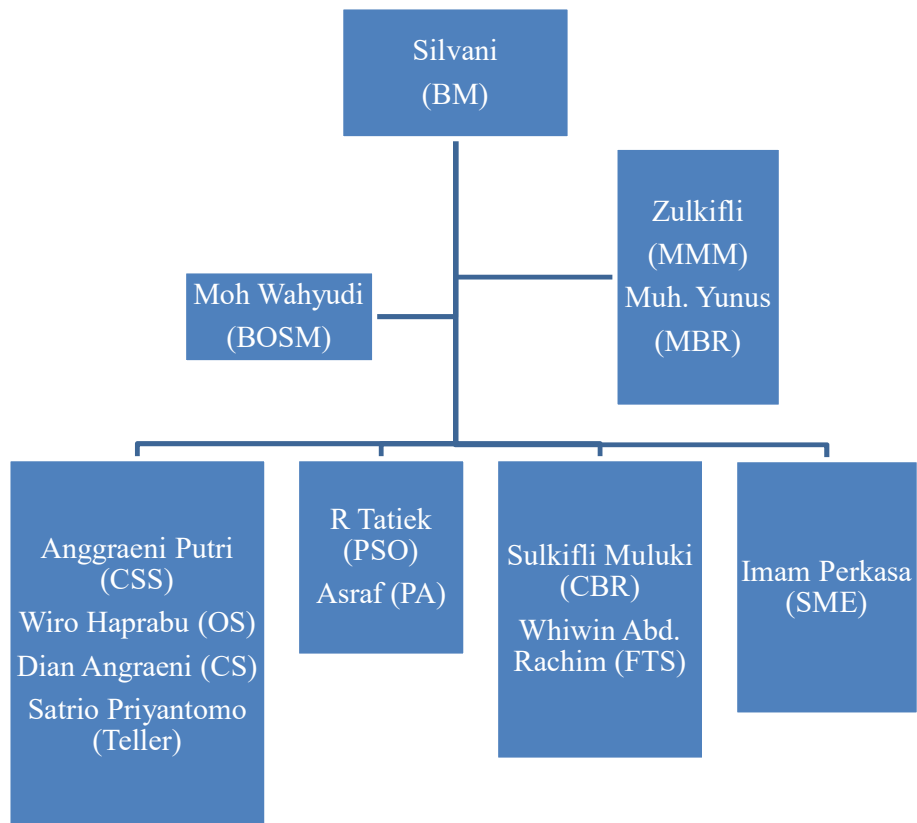 Silvani
(BM)
Zulkifli
(MMM)
Muh. Yunus
(MBR)
Moh Wahyudi
(BOSM)
Anggraeni Putri
(CSS)
Wiro Haprabu (OS)
Dian Angraeni (CS)
Satrio Priyantomo
(Teller)
R Tatiek
(PSO)
Asraf (PA)
Sulkifli Muluki
(CBR)
Whiwin Abd.
Rachim (FTS)
Imam Perkasa
(SME)